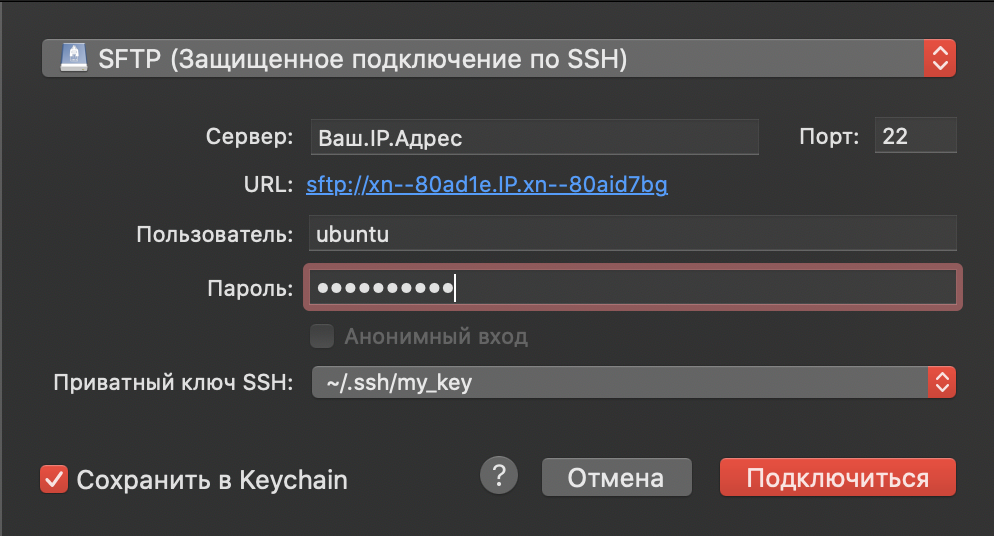 SFTP (Защищенное подключение по SSH)
Сервер: Ваш.IP.Адрес Порт: 22
URL: sftp://xn--80ad1e.IP.xn--80aid7bg
Пользователь: ubuntu
Пароль: ••••••••••
Анонимный вход
Приватный ключ SSH: ~/.ssh/my_key
Сохранить в Keychain ? Отмена Подключиться